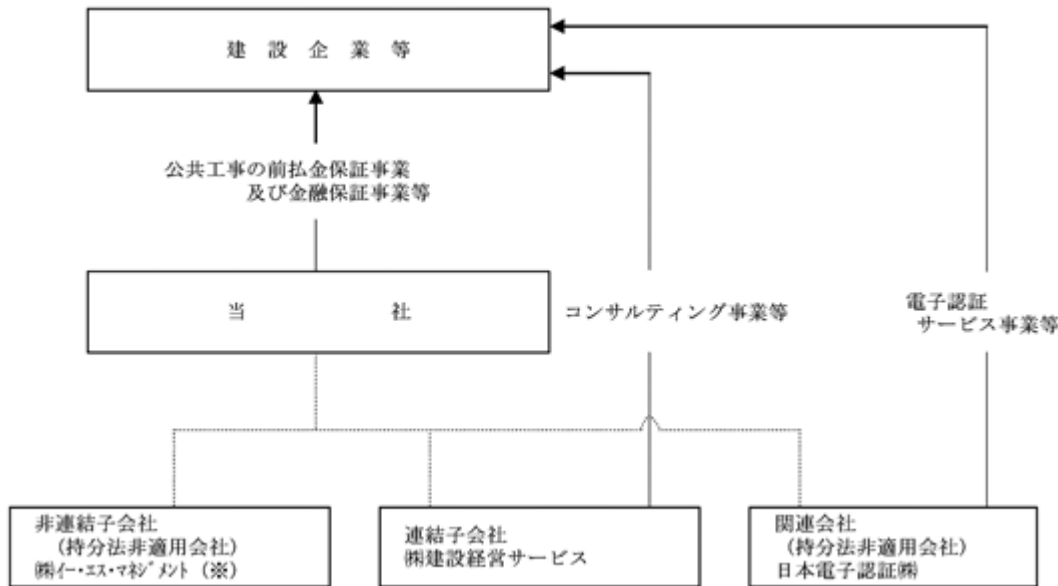 建設企業等
公共工事の前払金保証事業
及び金融保証事業等
当社
コンサルティング事業等
電子認証
サービス事業等
非連結子会社
（持分法非適用会社）
㈱ｲｰ・ｴｽ・ﾏﾈｼﾞﾒﾝﾄ（※）
連結子会社
㈱建設経営サービス
関連会社
（持分法非適用会社）
日本電子認証㈱